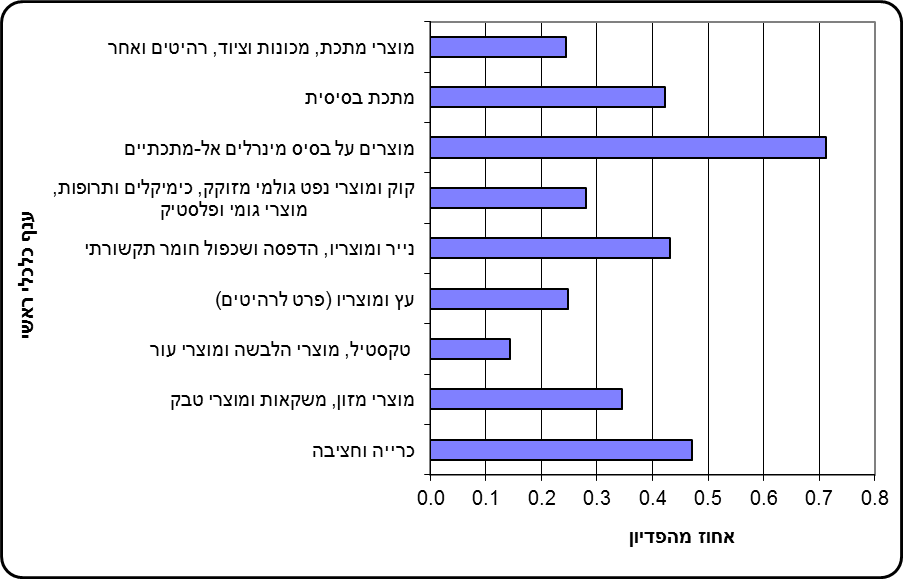 מוצרי מתכת, מכונות וציוד, רהיטים ואחר
מתכת בסיסית
מוצרים על בסיס מינרלים אל-מתכתיים
קוק ומוצרי נפט גולמי מזוקק, כימיקלים ותרופות,
מוצרי גומי ופלסטיק
נייר ומוצריו, הדפסה ושכפול חומר תקשורתי
עץ ומוצריו (פרט לרהיטים)
טקסטיל, מוצרי הלבשה ומוצרי עור
מוצרי מזון, משקאות ומוצרי טבק
כרייה וחציבה
ענף כלכלי ראשי
0.0 0.1 0.2 0.3 0.4 0.5 0.6 0.7 0.8
אחוז מהפדיון